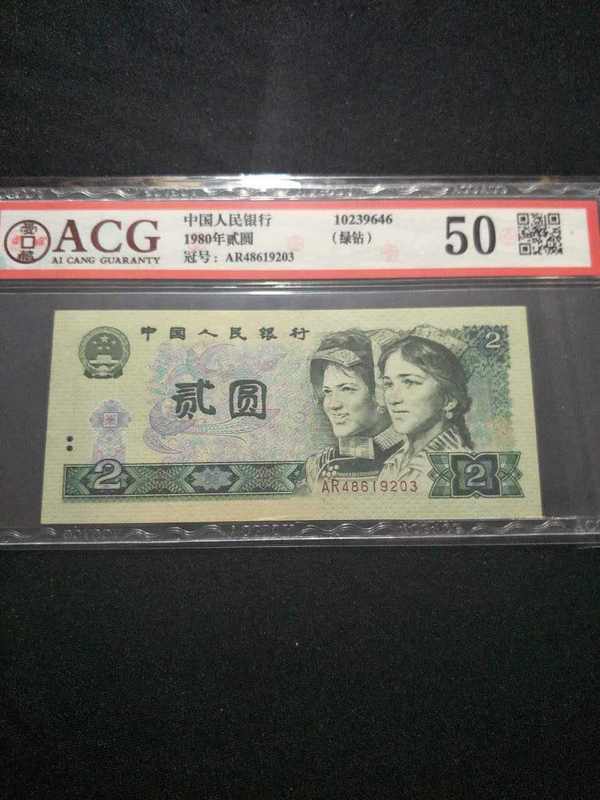 ACG
AI CANG GUARANTY
中国人民银行
1980年贰圆
冠号: AR48619203
10239646
(绿钻)
50
中国人民银行
贰圆
2
2
AR48619203
2